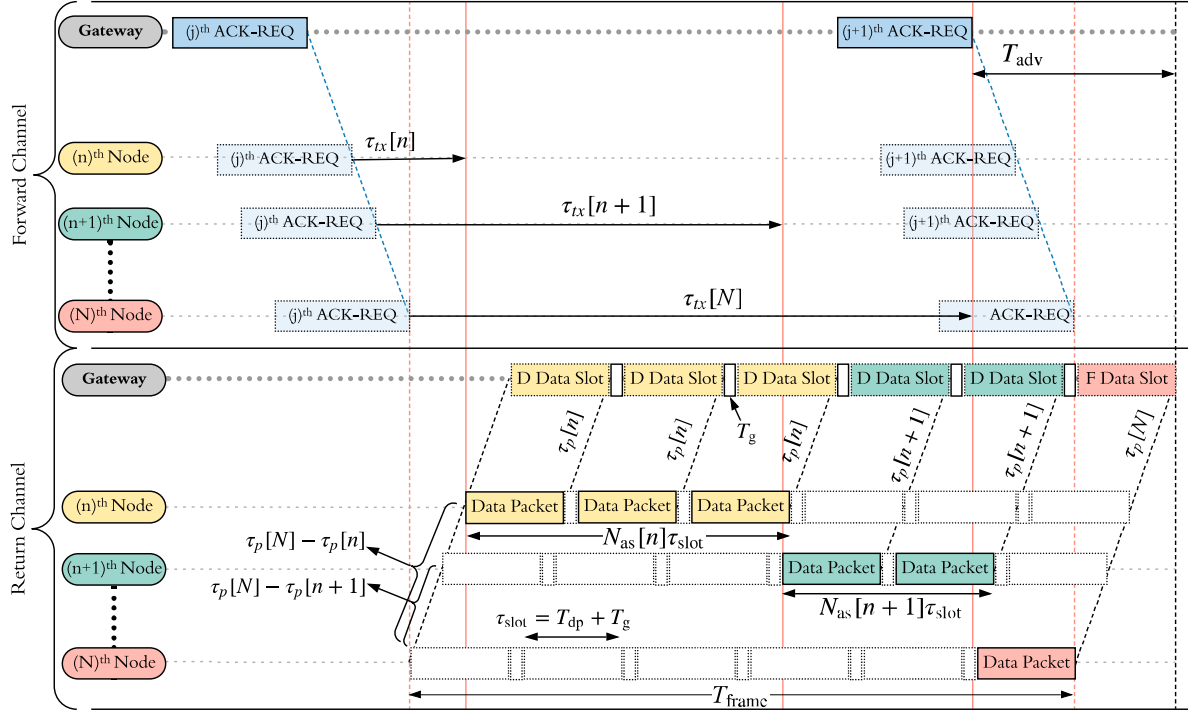 Forward Channel
Gateway
(j)th ACK-REQ
(j+1)th ACK-REQ
Tadv
(n)th Node
(j)th ACK-REQ
τtx[n]
(j+1)th ACK-REQ
(n+1)th Node
(j)th ACK-REQ
τtx[n + 1]
(j+1)th ACK-REQ
(N)th Node
(j)th ACK-REQ
τtx[N]
ACK-REQ
Return Channel
Gateway
D Data Slot
D Data Slot
D Data Slot
D Data Slot
D Data Slot
F Data Slot
τp[n]
τp[n]
Tg
τp[n]
τp[n + 1]
τp[n + 1]
τp[N]
(n)th Node
Data Packet
Data Packet
Data Packet
Nas[n]τslot
τp[N] − τp[n]
(n+1)th Node
Data Packet
Data Packet
τp[N] − τp[n + 1]
Nas[n + 1]τslot
τslot = Tdp + Tg
(N)th Node
Data Packet
Tframe